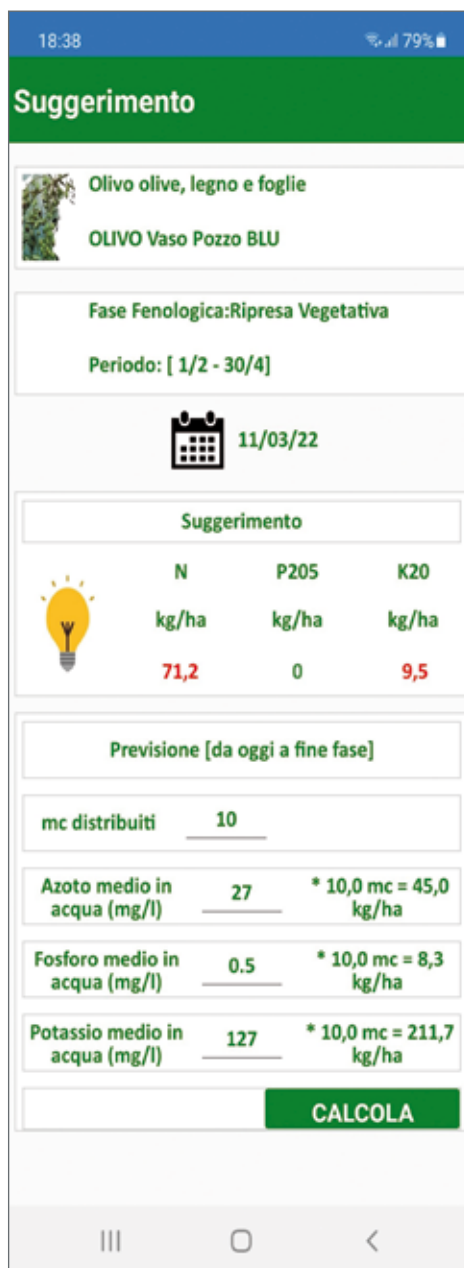 18:38 79%
Suggerimento
Olivo olive, legno e foglie
OLIVO Vaso Pozzo BLU
Fase Fenologica:Ripresa Vegetativa
Periodo: [ 1/2 - 30/4]
11/03/22
Suggerimento
N P205 K20
kg/ha kg/ha kg/ha
71,2 0 9,5
Previsione [da oggi a fine fase]
mc distribuiti 10
Azoto medio in
acqua (mg/l)
27
* 10,0 mc = 45,0
kg/ha
Fosforo medio in
acqua (mg/l)
0.5
* 10,0 mc = 8,3
kg/ha
Potassio medio in
acqua (mg/l)
127
* 10,0 mc = 211,7
kg/ha
CALCOLA